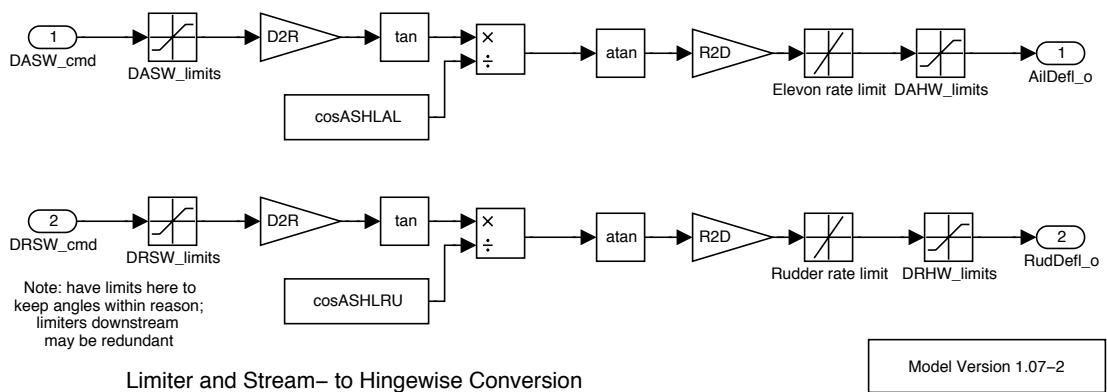 1
DASW_cmd
DASW_limits
D2R
tan
×
÷
cosASHLAL
atan
R2D
Elevon rate limit
DAHW_limits
1
AilDefl_o
2
DRSW_cmd
DRSW_limits
D2R
tan
×
÷
cosASHLRU
atan
R2D
Rudder rate limit
DRHW_limits
2
RudDefl_o
Note: have limits here to
keep angles within reason;
limiters downstream
may be redundant
Limiter and Stream− to Hingewise Conversion
Model Version 1.07−2